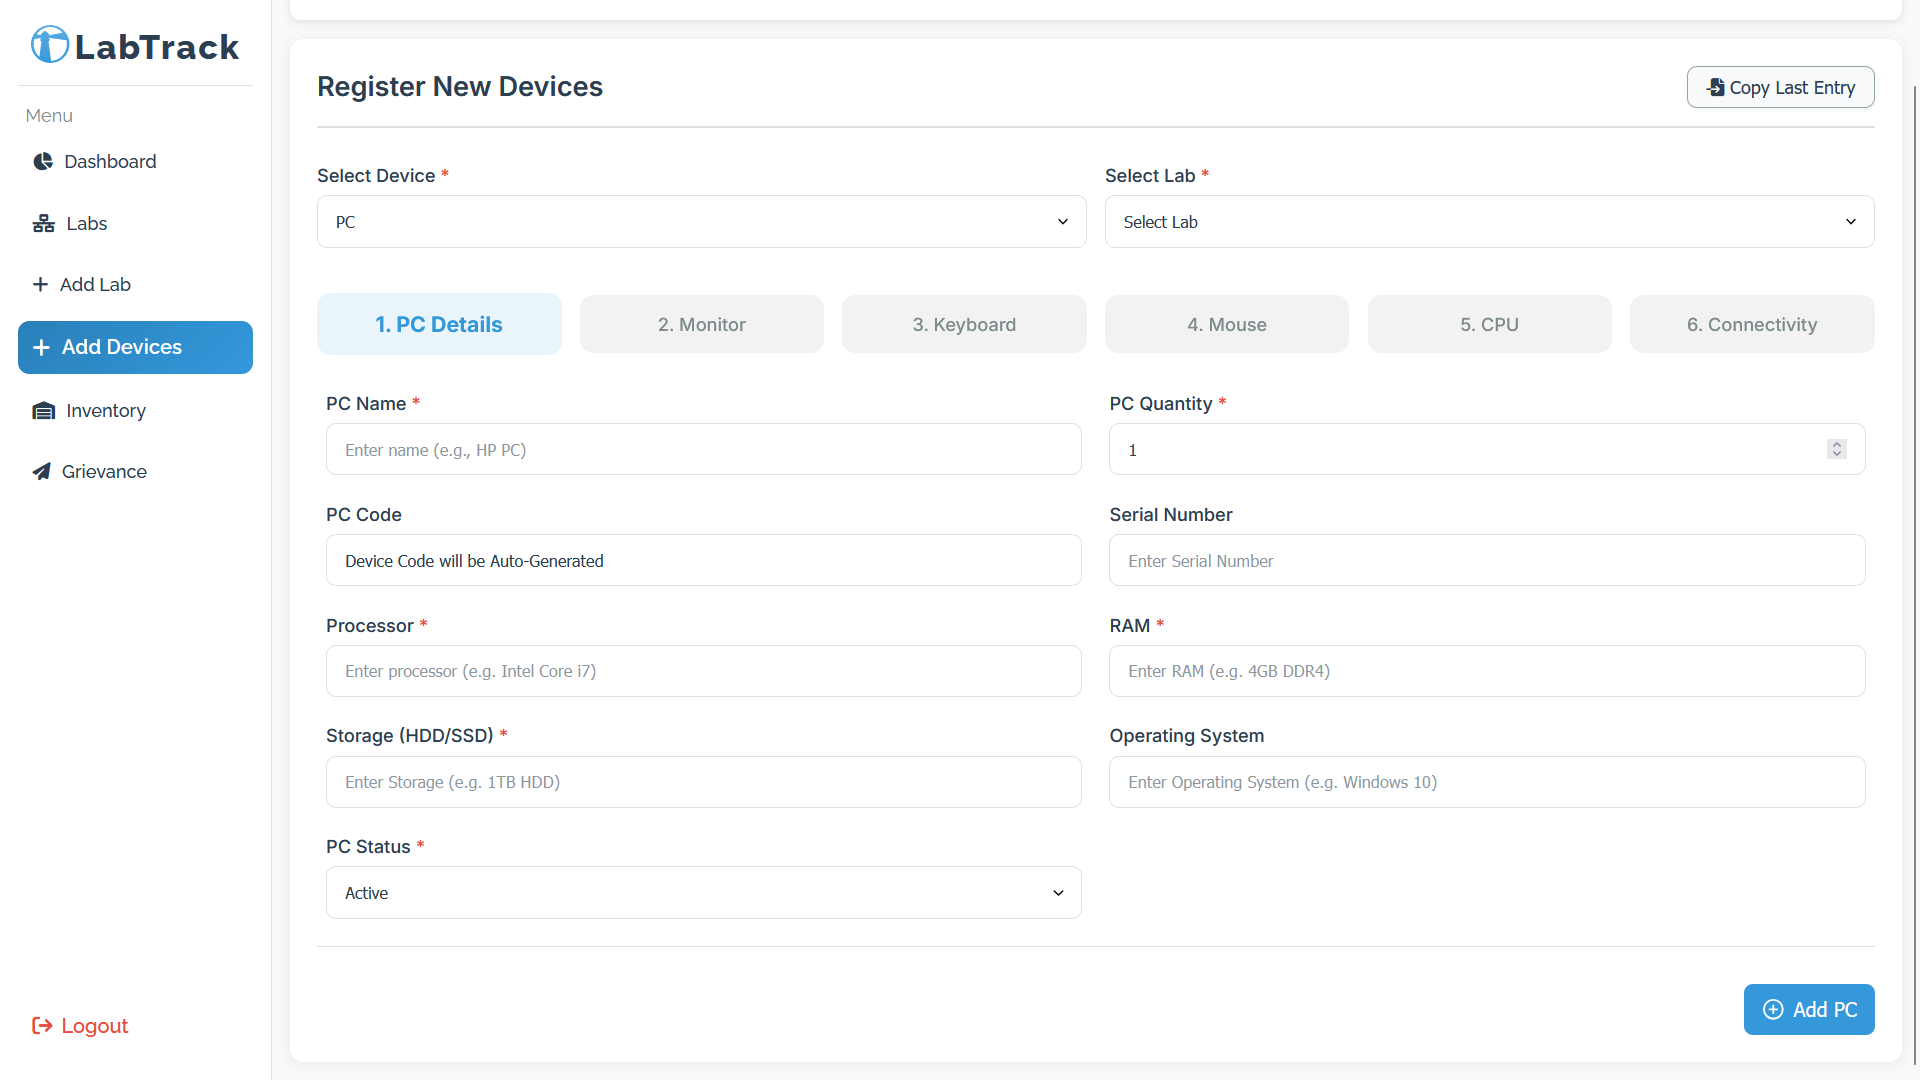 LabTrack
Menu
Dashboard
Labs
Add Lab
Add Devices
Inventory
Grievance
Logout
Register New Devices
Copy Last Entry
Select Device *
Select Lab *
PC
Select Lab
1. PC Details
2. Monitor
3. Keyboard
4. Mouse
5. CPU
6. Connectivity
PC Name *
PC Quantity *
Enter name (e.g., HP PC)
1
PC Code
Serial Number
Device Code will be Auto-Generated
Enter Serial Number
Processor *
RAM *
Enter processor (e.g. Intel Core i7)
Enter RAM (e.g. 4GB DDR4)
Storage (HDD/SSD) *
Operating System
Enter Storage (e.g. 1TB HDD)
Enter Operating System (e.g. Windows 10)
PC Status *
Active
Add PC